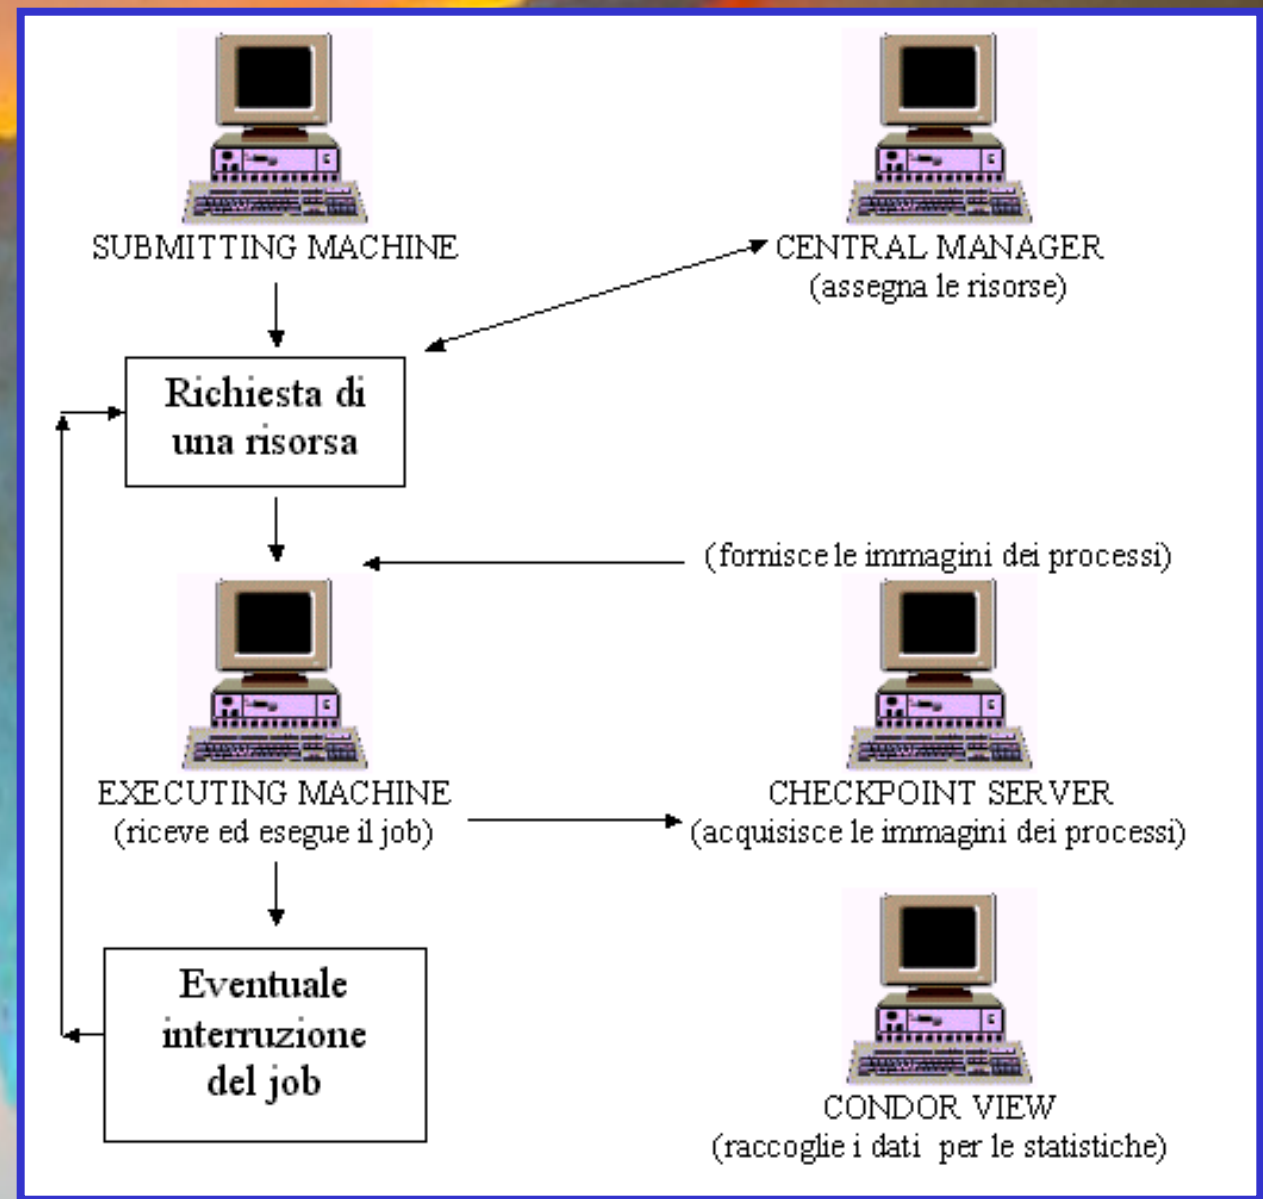 SUBMITTING MACHINE
CENTRAL MANAGER
(assegna le risorse)
Richiesta di
una risorsa
(fornisce le immagini dei processi)
EXECUTING MACHINE
(riceve ed esegue il job)
CHECKPOINT SERVER
(acquisisce le immagini dei processi)
Eventuale
interruzione
del job
CONDOR VIEW
(raccoglie i dati per le statistiche)